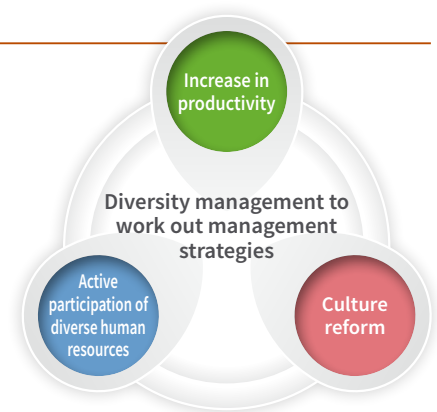 Increase in
productivity
Diversity management to
work out management
strategies
Active
participation of
diverse human
resources
Culture
reform